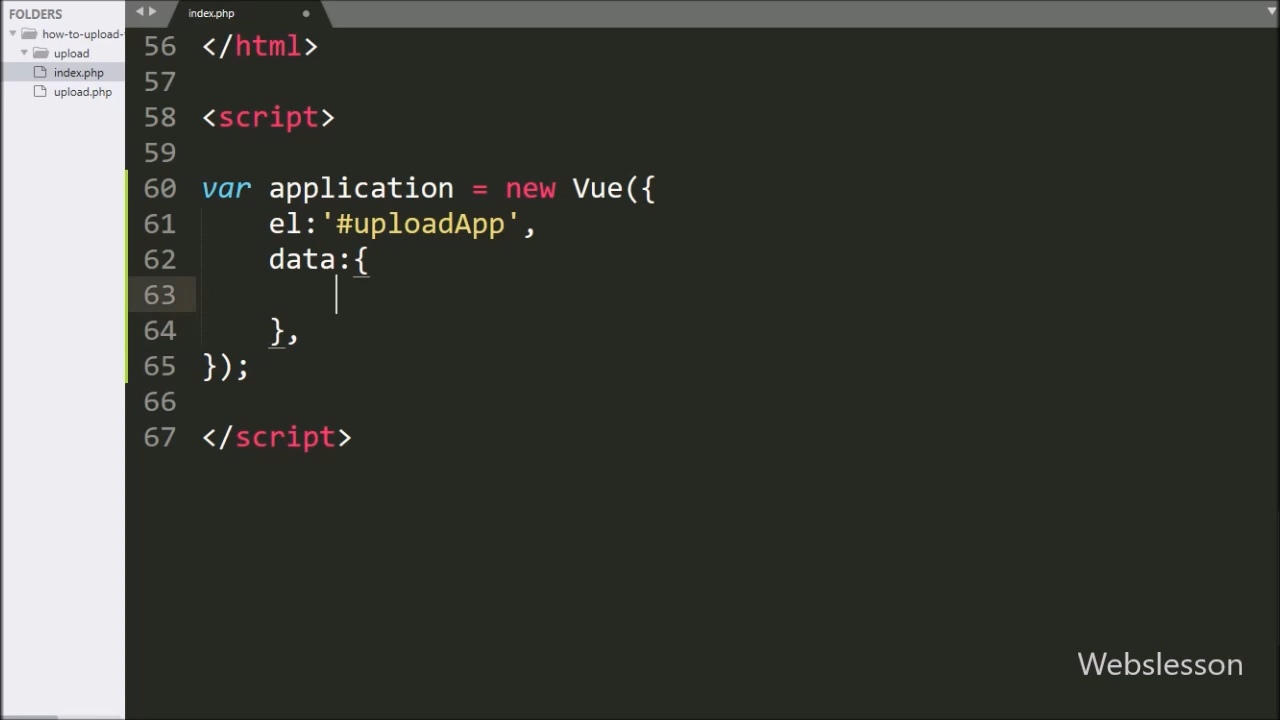 FOLDERS
how-to-upload-
upload
index.php
upload.php
index.php
56 </html>
57
58 <script>
59
60 var application = new Vue({
61 el:'#uploadApp',
62 data:{
63
64 },
65 });
66
67 </script>
Webslesson